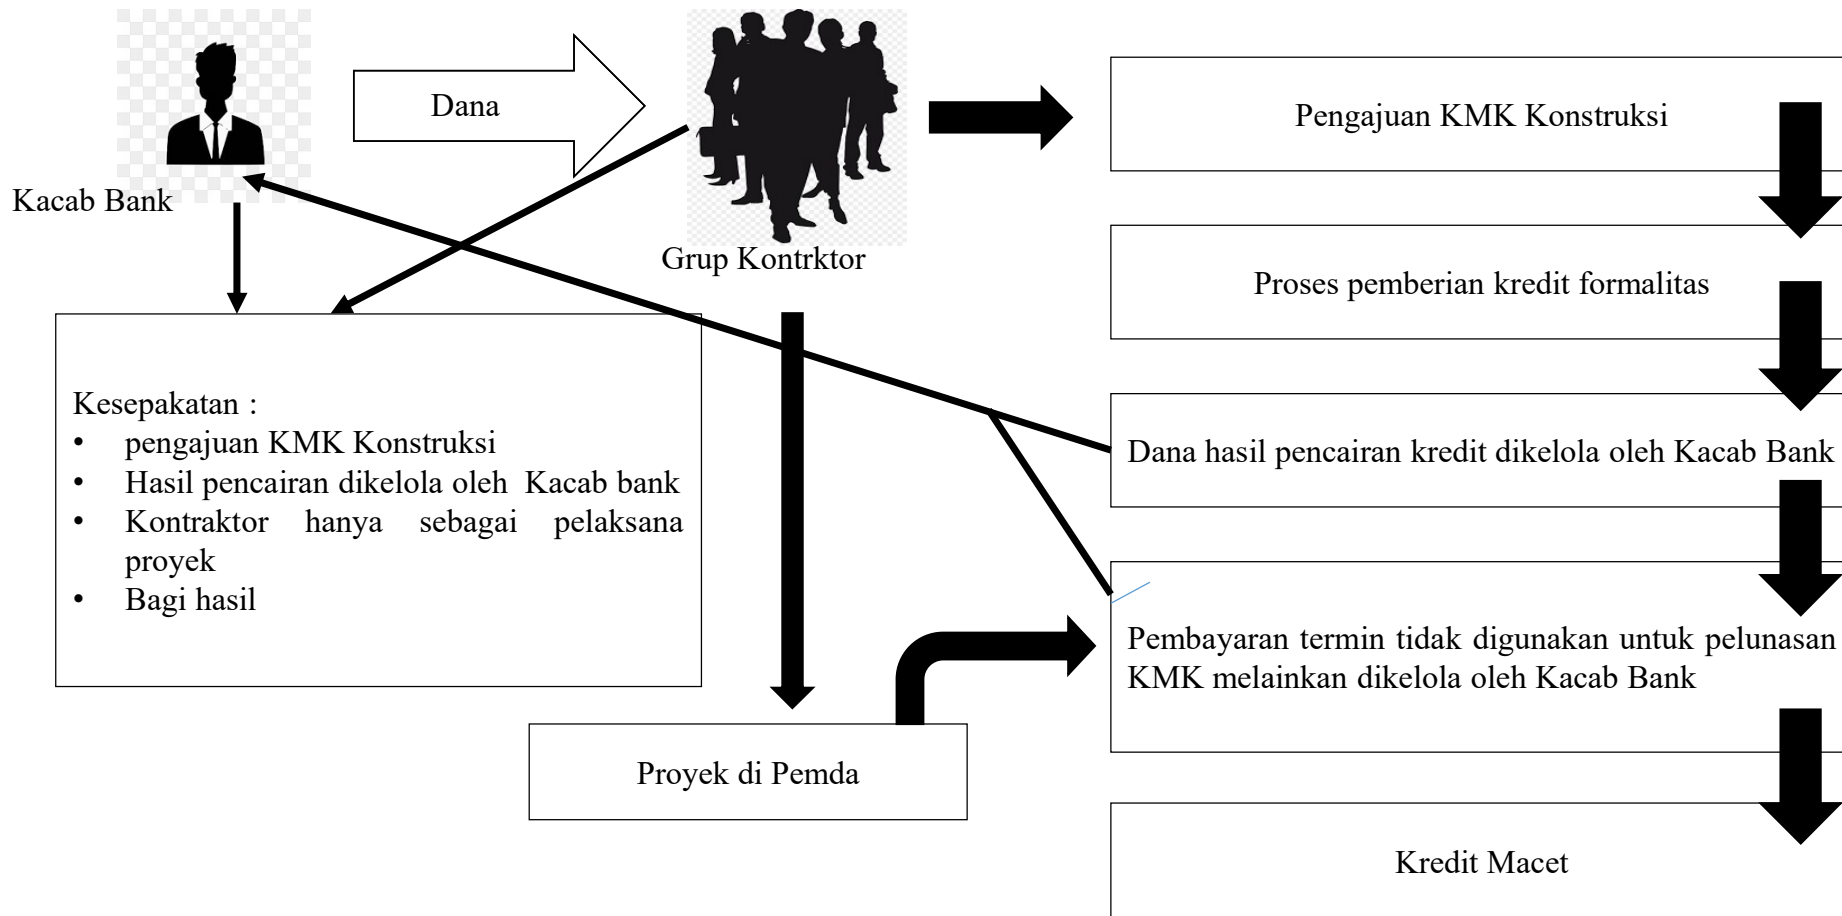 Dana
Kacab Bank
Grup Kontrktor
Kesepakatan :
• pengajuan KMK Konstruksi
• Hasil pencairan dikelola oleh Kacab bank
• Kontraktor hanya sebagai pelaksana
proyek
• Bagi hasil
Proyek di Pemda
Pengajuan KMK Konstruksi
Proses pemberian kredit formalitas
Dana hasil pencairan kredit dikelola oleh Kacab Bank
Pembayaran termin tidak digunakan untuk pelunasan
KMK melainkan dikelola oleh Kacab Bank
Kredit Macet